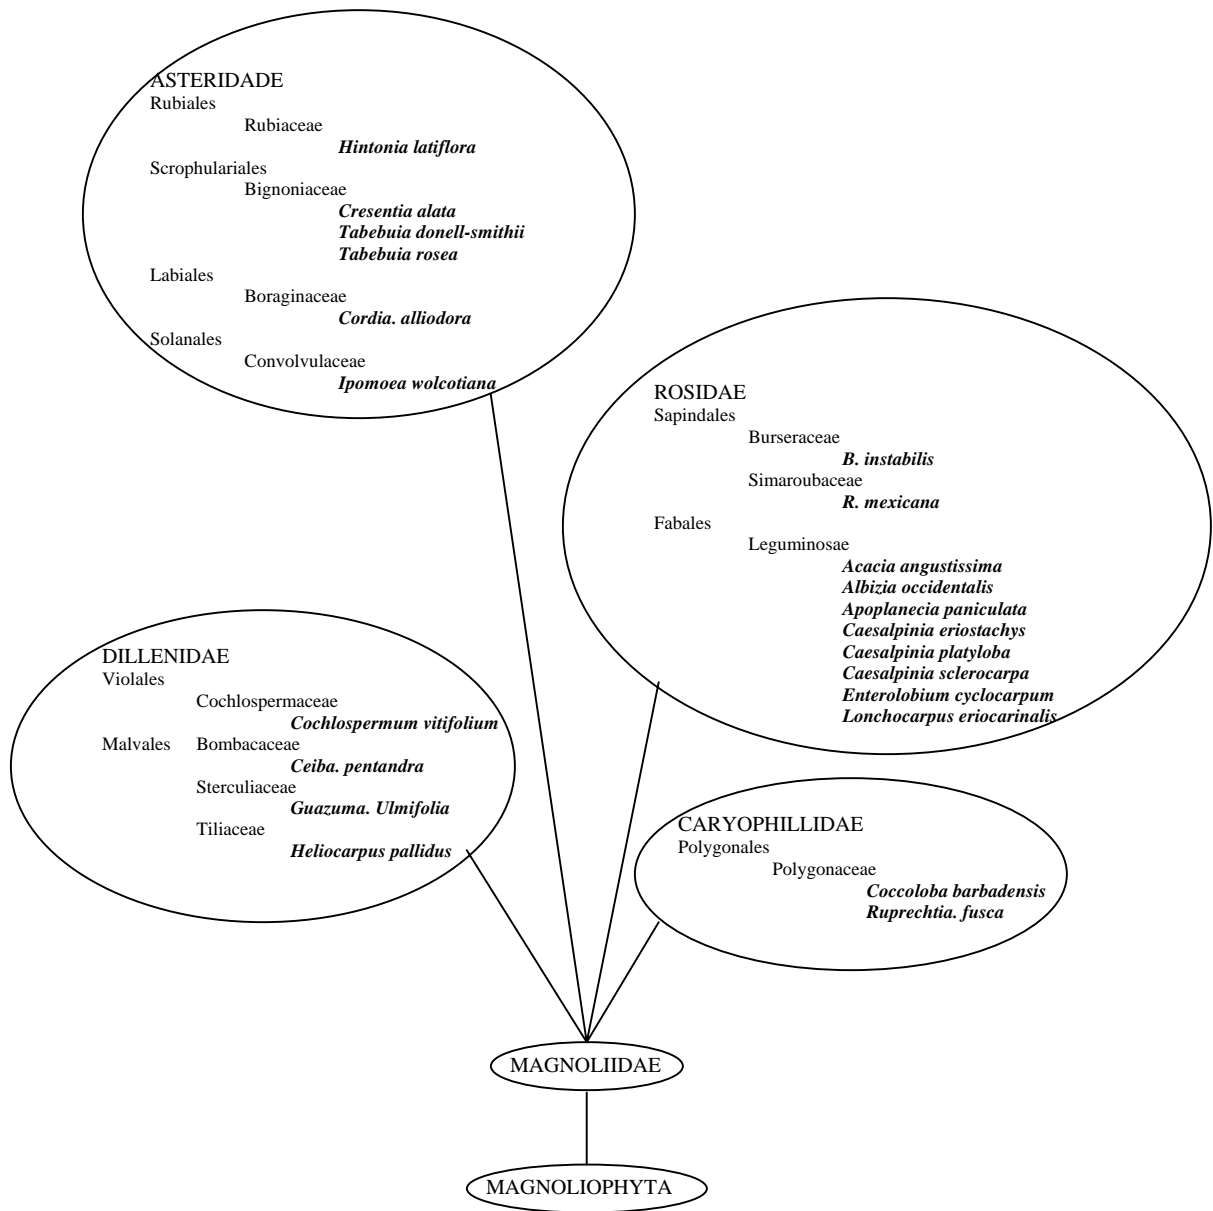 ASTERIDADE
Rubiales
Rubiaceae
Hintonia latiflora
Scrophulariales
Bignoniaceae
Cresentia alata
Tabebuia donell-smithii
Tabebuia rosea
Labiales
Boraginaceae
Cordia. alliodora
Solanales
Convolvulaceae
Ipomoea wolcotiana
ROSIDAE
Sapindales
Burseraceae
B. instabilis
Simaroubaceae
R. mexicana
Fabales
Leguminosae
Acacia angustissima
Albizia occidentalis
Apoplanecia paniculata
Caesalpinia eriostachys
Caesalpinia platyloba
Caesalpinia sclerocarpa
Enterolobium cyclocarpum
Lonchocarpus eriocarinalis
DILLENIDAE
Violales
Cochlospermaceae
Cochlospermum vitifolium
Malvales Bombacaceae
Ceiba. pentandra
Sterculiaceae
Guazuma. Ulmifolia
Tiliaceae
Heliocarpus pallidus
CARYOPHILLIDAE
Polygonales
Polygonaceae
Coccoloba barbadensis
Ruprechtia. fusca
MAGNOLIIDAE
MAGNOLIOPHYTA